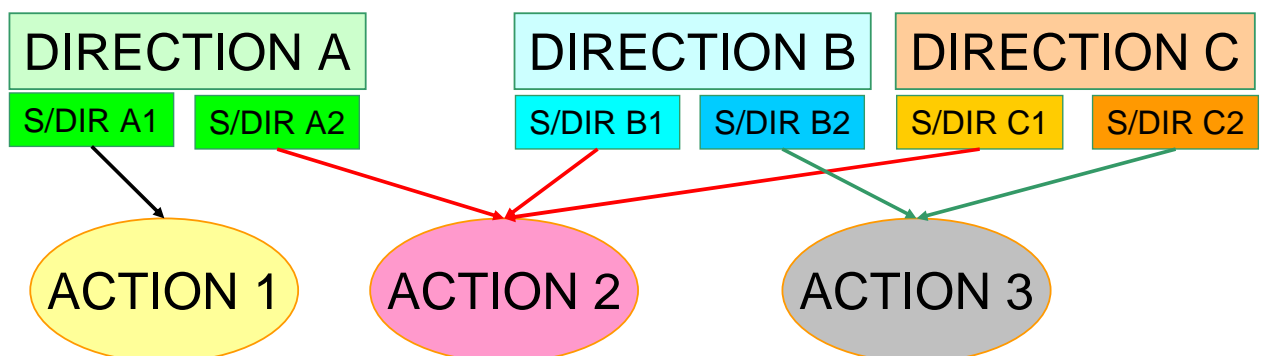 DIRECTION A
DIRECTION B
DIRECTION C
S/DIR A1
S/DIR A2
S/DIR B1
S/DIR B2
S/DIR C1
S/DIR C2
ACTION 1
ACTION 2
ACTION 3